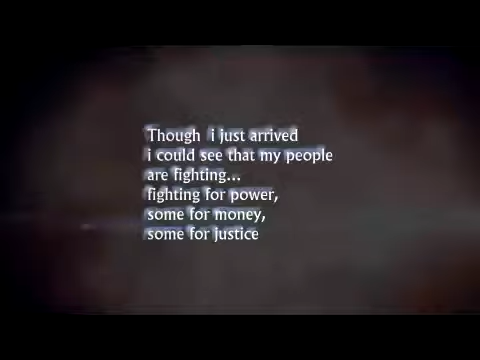 Though i just arrived
i could see that my people
are fighting...
fighting for power,
some for money,
some for justice